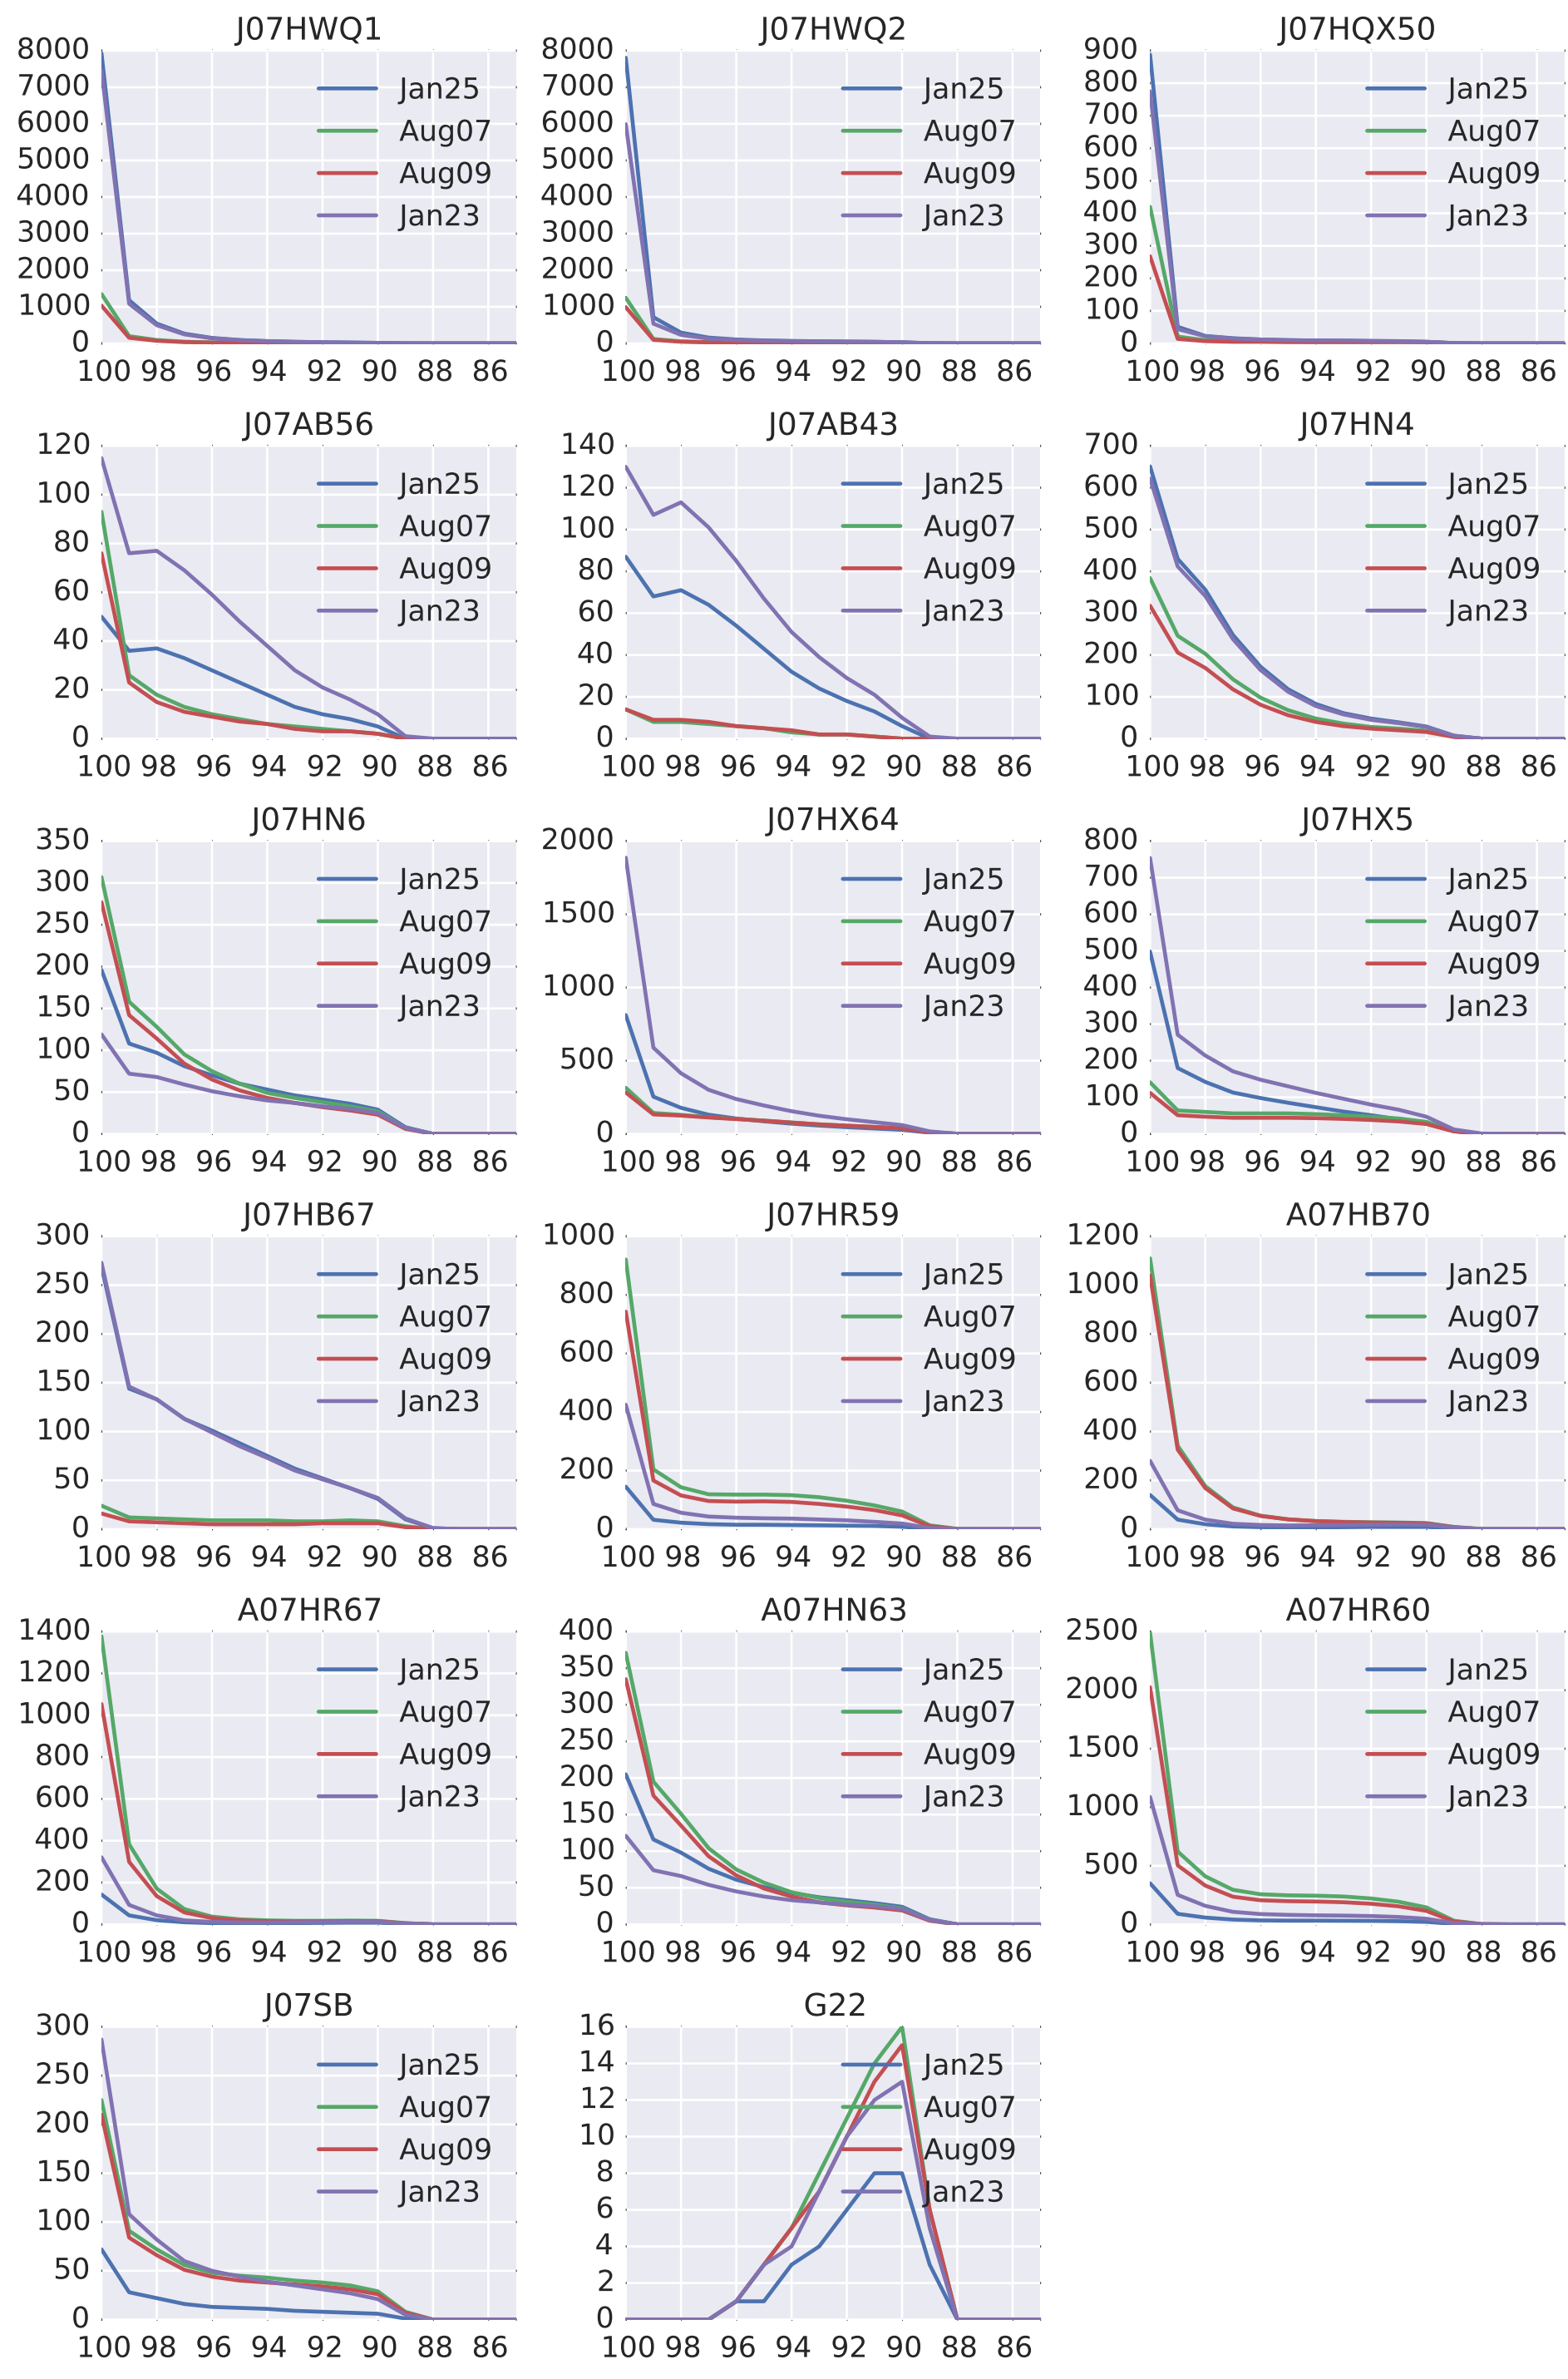 J07HWQ1
8000
7000
6000
5000
4000
3000
2000
1000
0
100 98 96 94 92 90 88 86
Jan25
Aug07
Aug09
Jan23
J07HWQ2
8000
7000
6000
5000
4000
3000
2000
1000
0
100 98 96 94 92 90 88 86
Jan25
Aug07
Aug09
Jan23
J07HQX50
900
800
700
600
500
400
300
200
100
0
100 98 96 94 92 90 88 86
Jan25
Aug07
Aug09
Jan23
J07AB56
120
100
80
60
40
20
0
100 98 96 94 92 90 88 86
Jan25
Aug07
Aug09
Jan23
J07AB43
140
120
100
80
60
40
20
0
100 98 96 94 92 90 88 86
Jan25
Aug07
Aug09
Jan23
J07HN4
700
600
500
400
300
200
100
0
100 98 96 94 92 90 88 86
Jan25
Aug07
Aug09
Jan23
J07HN6
350
300
250
200
150
100
50
0
100 98 96 94 92 90 88 86
Jan25
Aug07
Aug09
Jan23
J07HX64
2000
1500
1000
500
0
100 98 96 94 92 90 88 86
Jan25
Aug07
Aug09
Jan23
J07HX5
800
700
600
500
400
300
200
100
0
100 98 96 94 92 90 88 86
Jan25
Aug07
Aug09
Jan23
J07HB67
300
250
200
150
100
50
0
100 98 96 94 92 90 88 86
Jan25
Aug07
Aug09
Jan23
J07HR59
1000
800
600
400
200
0
100 98 96 94 92 90 88 86
Jan25
Aug07
Aug09
Jan23
A07HB70
1200
1000
800
600
400
200
0
100 98 96 94 92 90 88 86
Jan25
Aug07
Aug09
Jan23
A07HR67
1400
1200
1000
800
600
400
200
0
100 98 96 94 92 90 88 86
Jan25
Aug07
Aug09
Jan23
A07HN63
400
350
300
250
200
150
100
50
0
100 98 96 94 92 90 88 86
Jan25
Aug07
Aug09
Jan23
A07HR60
2500
2000
1500
1000
500
0
100 98 96 94 92 90 88 86
Jan25
Aug07
Aug09
Jan23
J07SB
300
250
200
150
100
50
0
100 98 96 94 92 90 88 86
Jan25
Aug07
Aug09
Jan23
G22
16
14
12
10
8
6
4
2
0
100 98 96 94 92 90 88 86
Jan25
Aug07
Aug09
Jan23